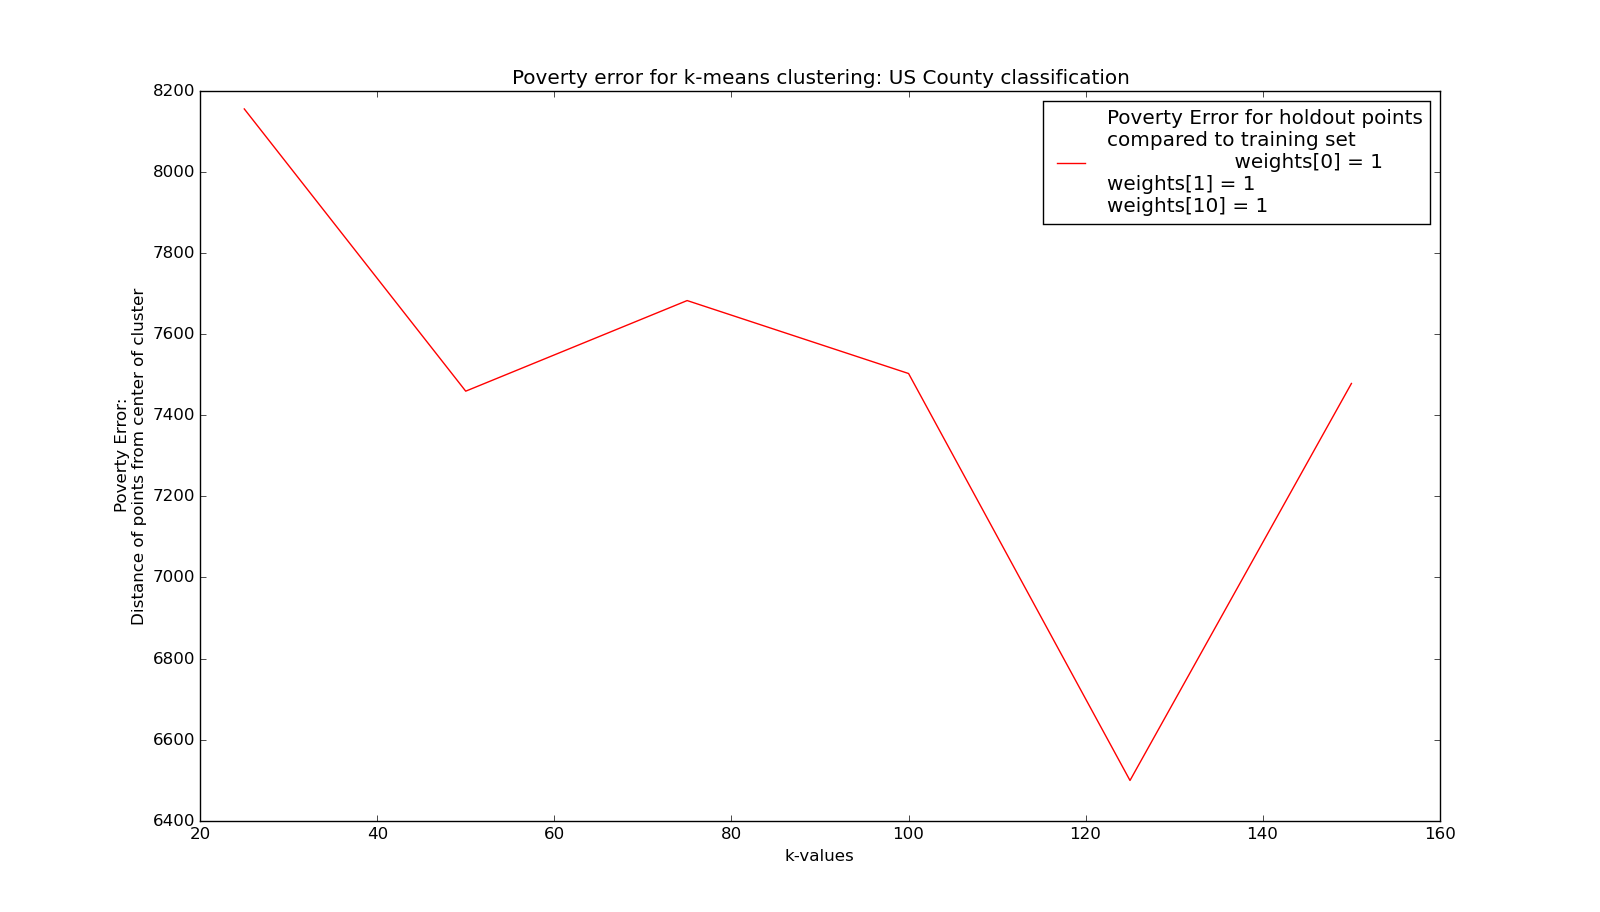 Poverty error for k-means clustering: US County classification
8200
8000
7800
7600
7400
7200
7000
6800
6600
6400
Poverty Error:
Distance of points from center of cluster
Poverty Error for holdout points
compared to training set
weights[0] = 1
weights[1] = 1
weights[10] = 1
20 40 60 80 100 120 140 160
k-values